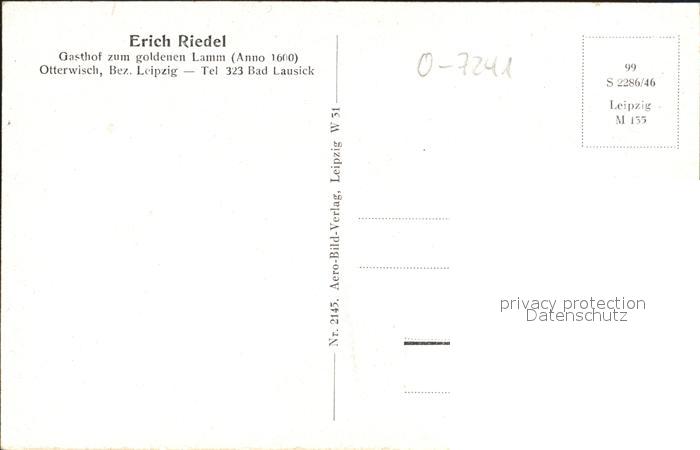 Erich Riedel
Gasthof zum goldenen Lamm (Anno 1600)
Otterwisch, Bez. Leipzig — Tel 323 Bad Lausick
O-7241
99
S 2286/46
Leipzig
M 135
Nr. 2145. Aero-Bild-Verlag, Leipzig W 31
privacy protection
Datenschutz